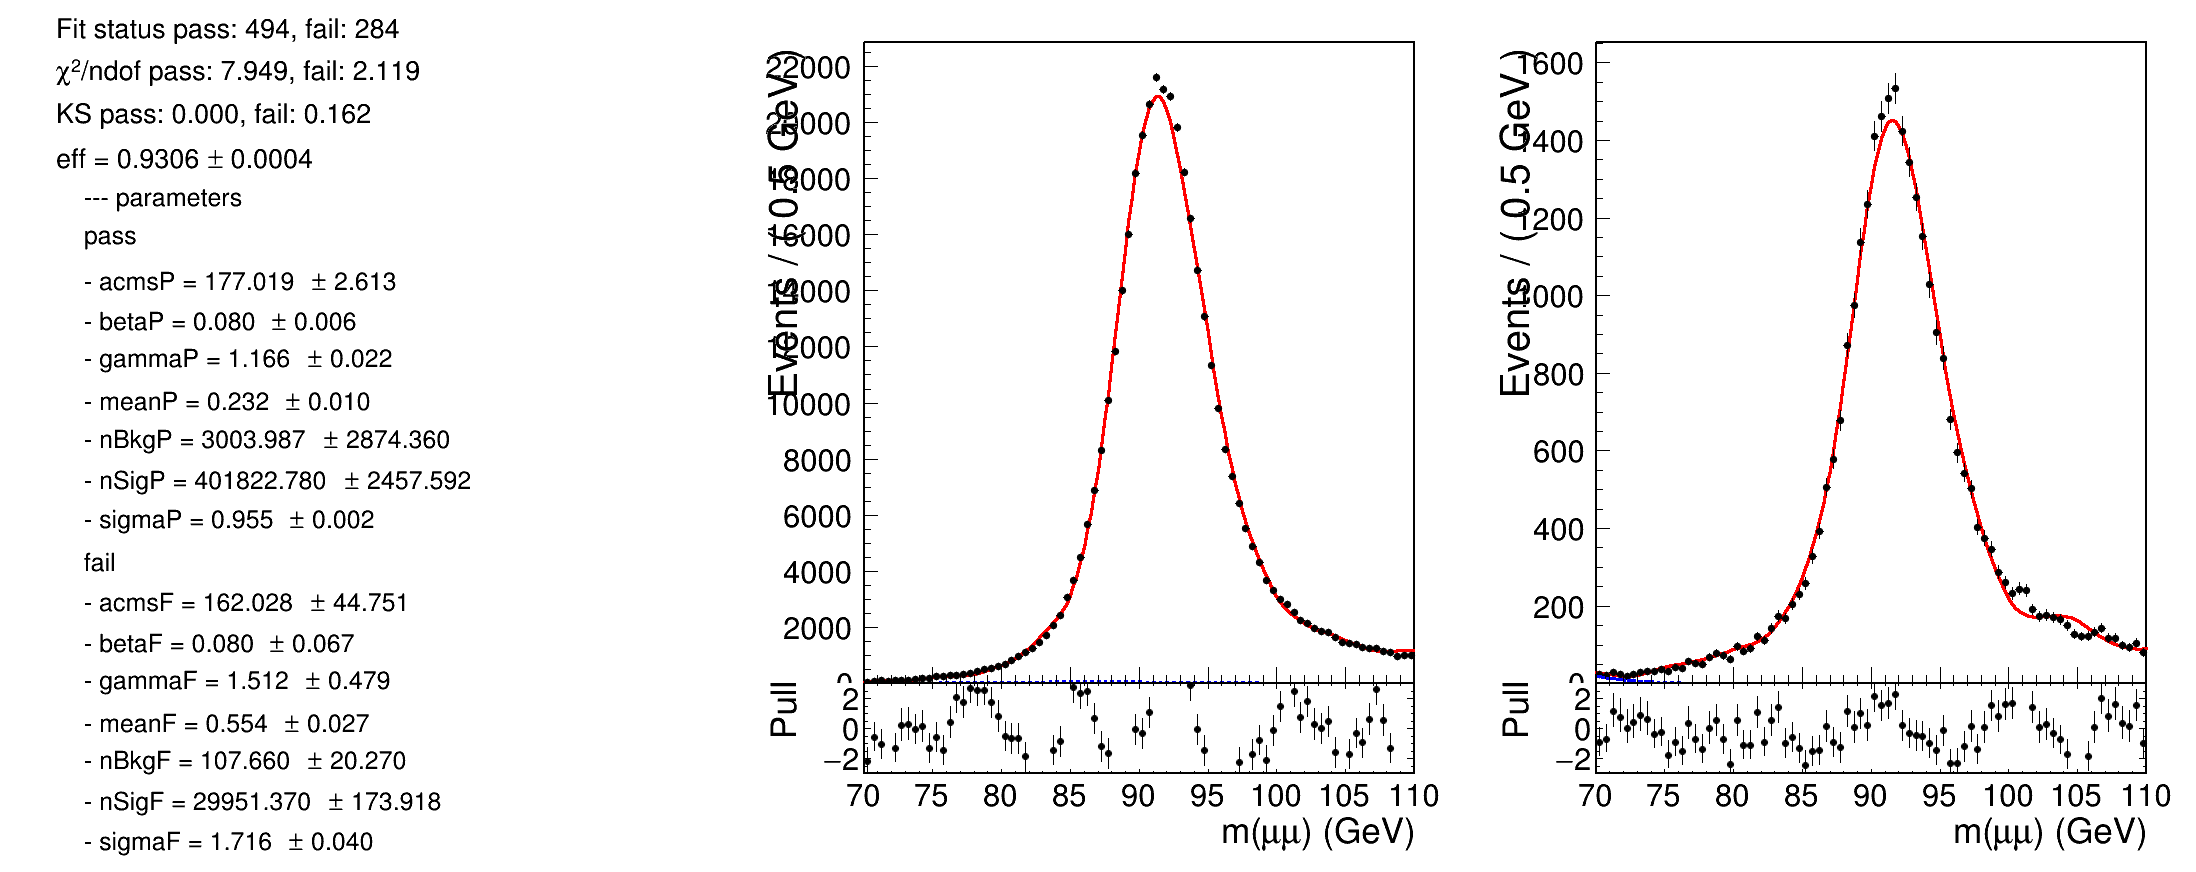 Fit status pass: 494, fail: 284
χ²/ndof pass: 7.949, fail: 2.119
KS pass: 0.000, fail: 0.162
eff = 0.9306 ± 0.0004
--- parameters
pass
- acmsP = 177.019 ± 2.613
- betaP = 0.080 ± 0.006
- gammaP = 1.166 ± 0.022
- meanP = 0.232 ± 0.010
- nBkgP = 3003.987 ± 2874.360
- nSigP = 401822.780 ± 2457.592
- sigmaP = 0.955 ± 0.002
fail
- acmsF = 162.028 ± 44.751
- betaF = 0.080 ± 0.067
- gammaF = 1.512 ± 0.479
- meanF = 0.554 ± 0.027
- nBkgF = 107.660 ± 20.270
- nSigF = 29951.370 ± 173.918
- sigmaF = 1.716 ± 0.040
Events / ( 0.5 GeV)
22000
20000
18000
16000
14000
12000
10000
8000
6000
4000
2000
0
Pull
2
0
−2
70 75 80 85 90 95 100 105 110
m(μμ) (GeV)
Events / ( 0.5 GeV)
1600
1400
1200
1000
800
600
400
200
0
Pull
2
0
−2
70 75 80 85 90 95 100 105 110
m(μμ) (GeV)